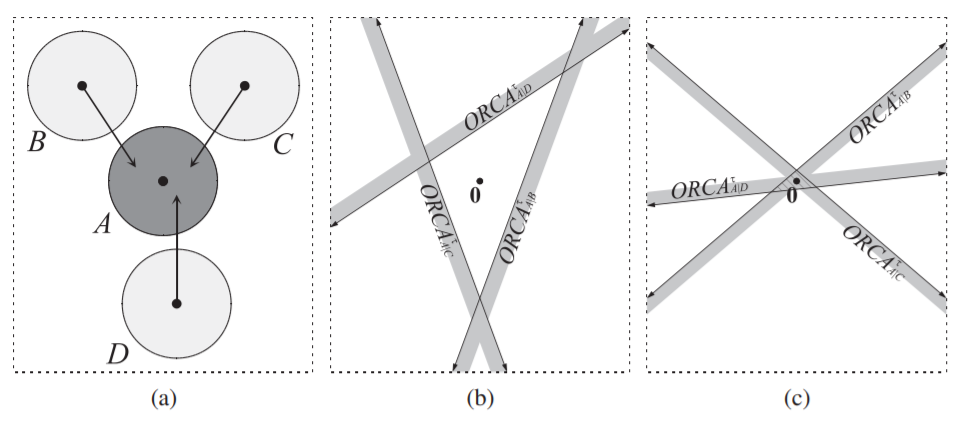 B
C
A
D
(a)
ORCA^τ_{A|D}
0
ORCA^τ_{A|C}
ORCA^τ_{A|B}
(b)
ORCA^τ_{A|B}
ORCA^τ_{A|D}
0
ORCA^τ_{A|C}
(c)